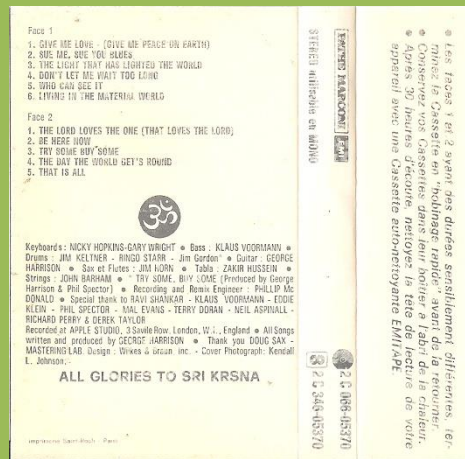 Face 1
1. GIVE ME LOVE - (GIVE ME PEACE ON EARTH)
2. SUE ME, SUE YOU BLUES
3. THE LIGHT THAT HAS LIGHTED THE WORLD
4. DON'T LET ME WAIT TOO LONG
5. WHO CAN SEE IT
6. LIVING IN THE MATERIAL WORLD
Face 2
1. THE LORD LOVES THE ONE (THAT LOVES THE LORD)
2. BE HERE NOW
3. TRY SOME BUY SOME
4. THE DAY THE WORLD GET'S ROUND
5. THAT IS ALL
ॐ
Keyboards : NICKY HOPKINS-GARY WRIGHT • Bass : KLAUS VOORMANN •
Drums : JIM KELTNER - RINGO STARR - Jim Gordon* • Guitar : GEORGE
HARRISON • Sax et Flutes : JIM HORN • Tabla : ZAKIR HUSSEIN •
Strings : JOHN BARHAM • * TRY SOME, BUY SOME (Produced by George
Harrison & Phil Spector) • Recording and Remix Engineer : PHILLIP Mc
DONALD • Special thank to RAVI SHANKAR - KLAUS VOORMANN - EDDIE
KLEIN - PHIL SPECTOR - MAL EVANS - TERRY DORAN - NEIL ASPINALL -
RICHARD PERRY & DEREK TAYLOR
Recorded at APPLE STUDIO, 3 Savile Row, London, W.1., England • All Songs
written and produced by GEORGE HARRISON • Thank you DOUG SAX -
MASTERING LAB. Design : Wilkes & Braun, inc. - Cover Photograph : Kendall
L. Johnson.
ALL GLORIES TO SRI KRSNA
Paris
PATHE MARCONI EMI
STEREO utilisable en MONO
2 C 066-05370
2 C 346-05370
• Les faces 1 et 2 ayant des durées sensiblement différentes, ter-
minez la Cassette en "bobinage rapide" avant de la retourner.
• Conservez vos Cassettes dans leur boîtier à l'abri de la chaleur.
• Après 30 heures d'écoute, nettoyez la tête de lecture de votre
appareil avec une Cassette auto-nettoyante EMITAPE.